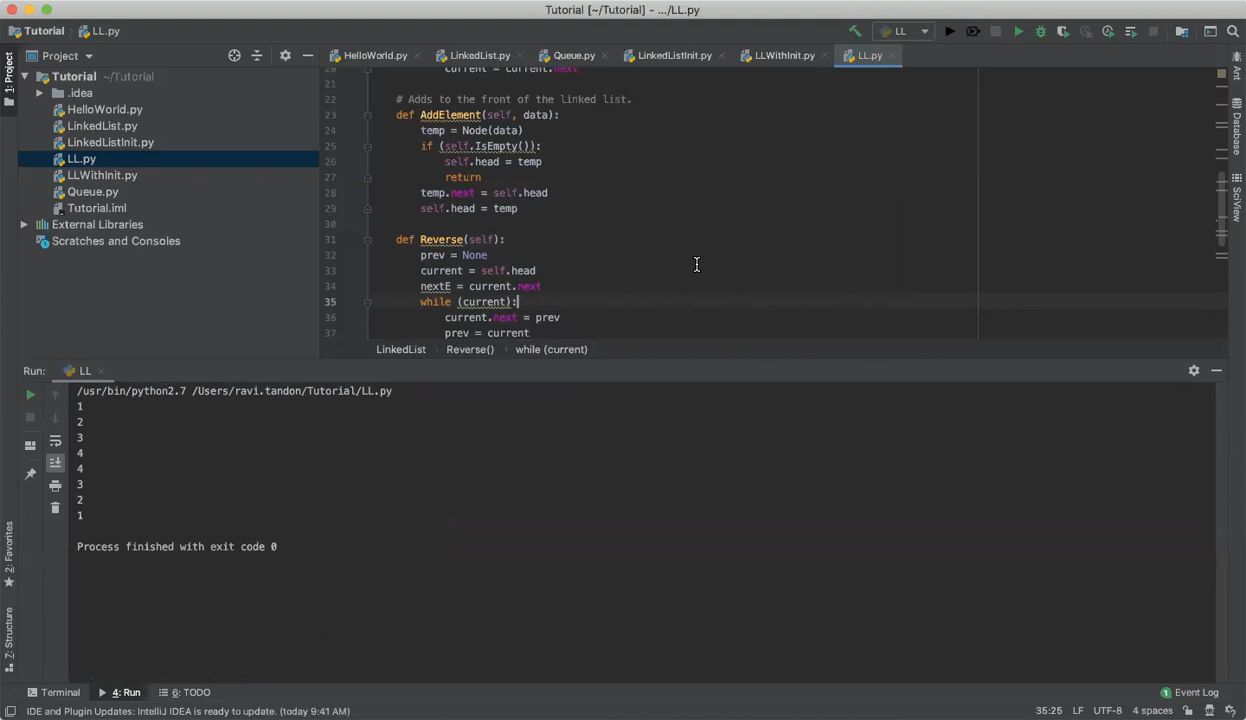 Tutorial [~/Tutorial] - .../LL.py
Tutorial LL.py
LL
1: Project
Project
HelloWorld.py LinkedList.py Queue.py LinkedListInit.py LLWithInit.py LL.py
Tutorial ~/Tutorial
.idea
HelloWorld.py
LinkedList.py
LinkedListInit.py
LL.py
LLWithInit.py
Queue.py
Tutorial.iml
External Libraries
Scratches and Consoles
20 current = current.next
21
22 # Adds to the front of the linked list.
23 def AddElement(self, data):
24 temp = Node(data)
25 if (self.IsEmpty()):
26 self.head = temp
27 return
28 temp.next = self.head
29 self.head = temp
30
31 def Reverse(self):
32 prev = None
33 current = self.head
34 nextE = current.next
35 while (current):
36 current.next = prev
37 prev = current
LinkedList Reverse() while (current)
Ant
Database
SciView
Run: LL
/usr/bin/python2.7 /Users/ravi.tandon/Tutorial/LL.py
1
2
3
4
4
3
2
1
Process finished with exit code 0
2: Favorites
7: Structure
Terminal 4: Run 6: TODO 1 Event Log
IDE and Plugin Updates: IntelliJ IDEA is ready to update. (today 9:41 AM) 35:25 LF UTF-8 4 spaces